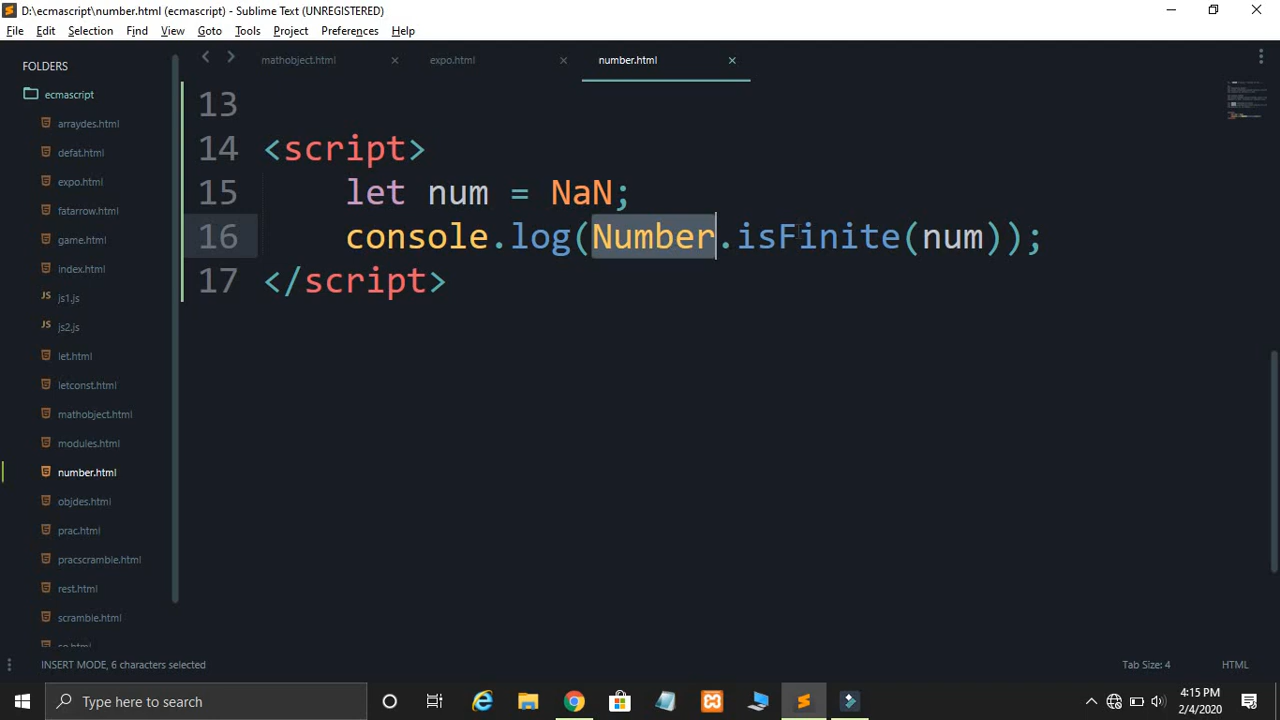 D:\ecmascript\number.html (ecmascript) - Sublime Text (UNREGISTERED)
File Edit Selection Find View Goto Tools Project Preferences Help
FOLDERS
ecmascript
arraydes.html
defat.html
expo.html
fatarrow.html
game.html
index.html
js1.js
JS
js2.js
JS
let.html
letconst.html
mathobject.html
modules.html
number.html
objdes.html
prac.html
pracscramble.html
rest.html
scramble.html
mathobject.html expo.html number.html
13
14 <script>
15 let num = NaN;
16 console.log(Number.isFinite(num));
17 </script>
INSERT MODE, 6 characters selected
Tab Size: 4 HTML
Type here to search
4:15 PM
2/4/2020